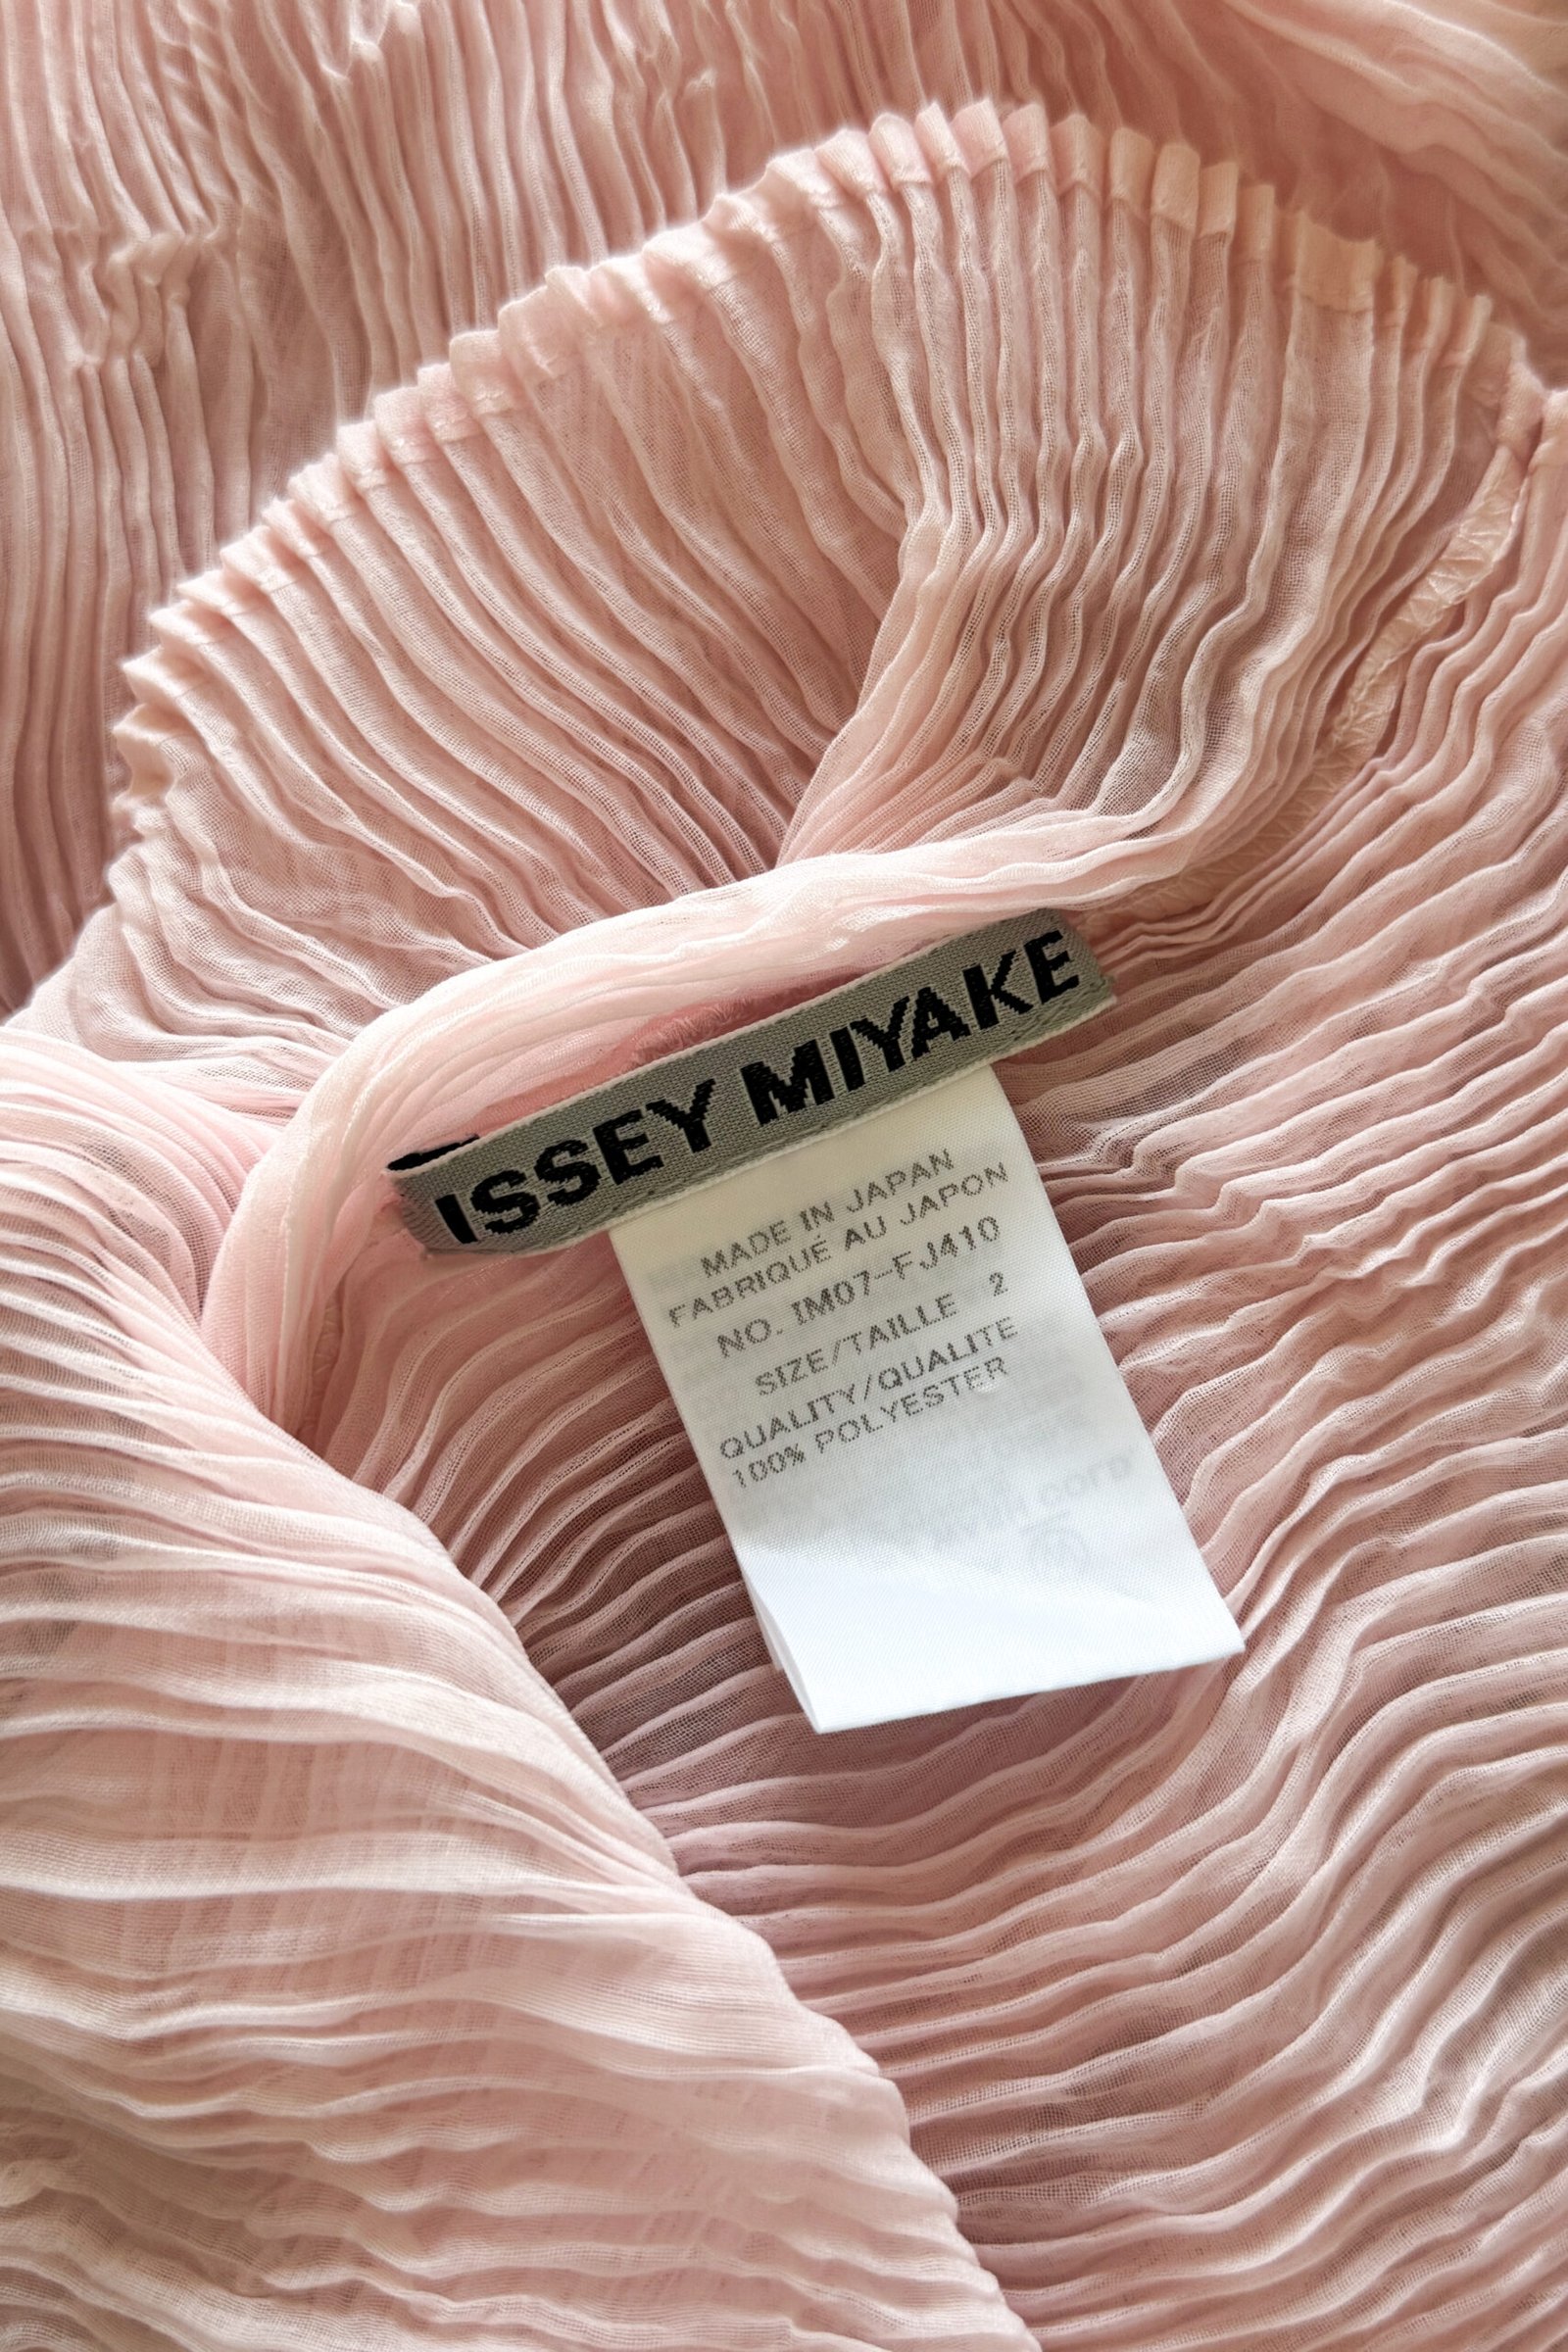 ISSEY MIYAKE
MADE IN JAPAN
FABRIQUÉ AU JAPON
NO. IM07-FJ410
SIZE/TAILLE 2
QUALITY/QUALITE
100% POLYESTER